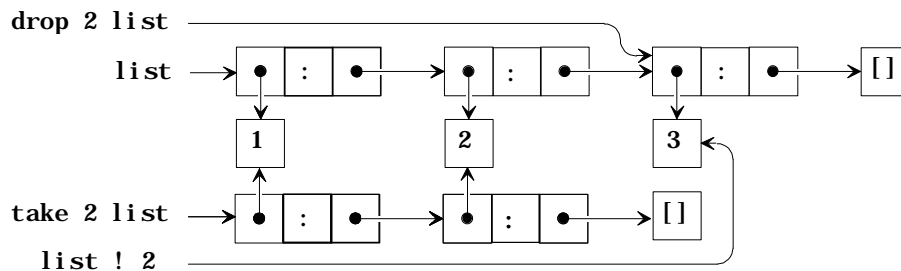 drop 2 list
list : : : []
1 2 3
take 2 list : : []
list ! 2